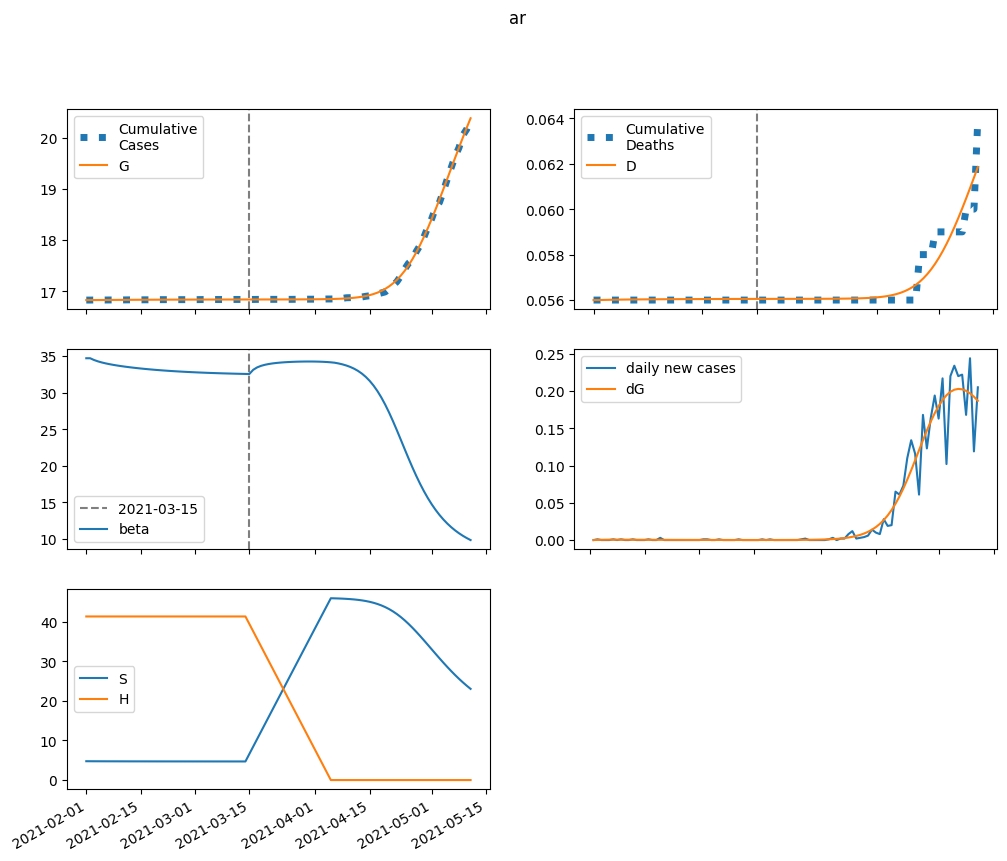 ar
20
19
18
17
Cumulative
Cases
G
0.064
0.062
0.060
0.058
0.056
Cumulative
Deaths
D
35
30
25
20
15
10
2021-03-15
beta
0.25
0.20
0.15
0.10
0.05
0.00
daily new cases
dG
40
30
20
10
0
S
H
2021-02-01
2021-02-15
2021-03-01
2021-03-15
2021-04-01
2021-04-15
2021-05-01
2021-05-15